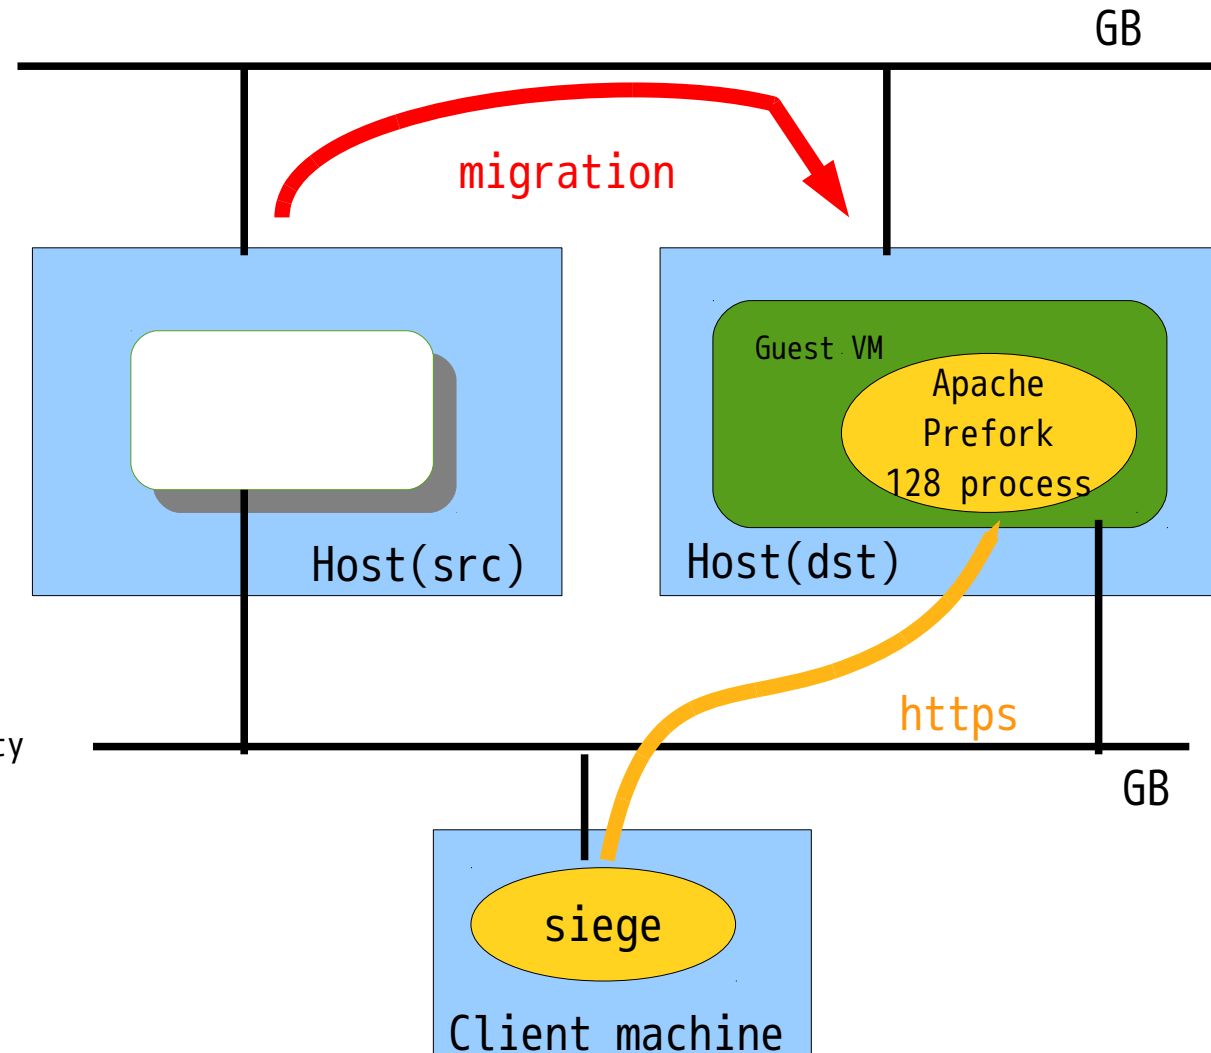 GB
migration
Guest VM
Apache
Prefork
128 process
Host(src)
Host(dst)
https
GB
siege
Client machine